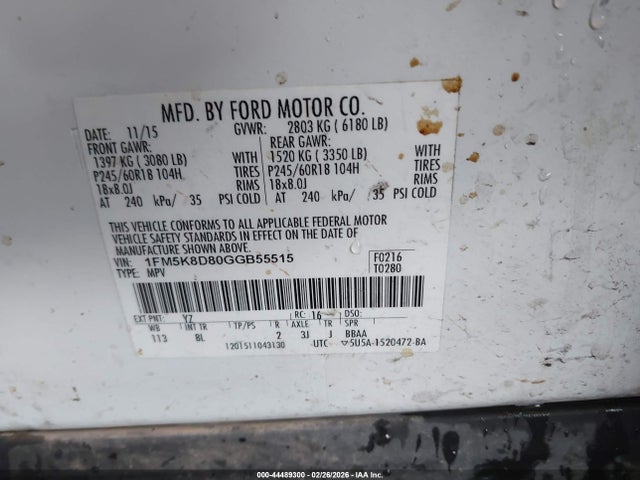 MFD. BY FORD MOTOR CO.
DATE: 11/15 GVWR: 2803 KG ( 6180 LB)
FRONT GAWR: REAR GAWR:
1397 KG ( 3080 LB) WITH 1520 KG ( 3350 LB) WITH
P245/60R18 104H TIRES P245/60R18 104H TIRES
18x8.0J RIMS 18x8.0J RIMS
AT 240 kPa/ 35 PSI COLD AT 240 kPa/ 35 PSI COLD
THIS VEHICLE CONFORMS TO ALL APPLICABLE FEDERAL MOTOR
VEHICLE SAFETY STANDARDS IN EFFECT ON THE DATE OF
MANUFACTURE SHOWN ABOVE.
VIN: 1FM5K8D80GGB55515 F0216
TYPE: MPV T0280
EXT PNT: YZ RC: 16 DSO:
WB INT TR TP/PS R AXLE TR SPR
113 8L 2 3J J BBAA
1201511043130 UTC 5U5A-1520472-BA
000-44489300 - 02/26/2026 - IAA Inc.